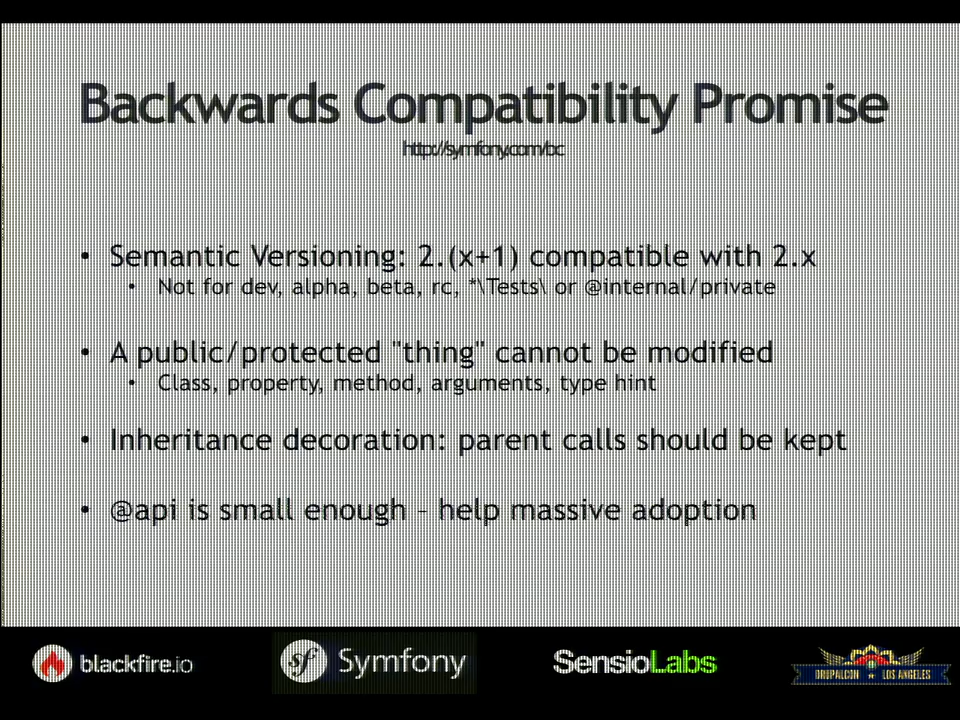 Backwards Compatibility Promise
http://symfony.com/bc
• Semantic Versioning: 2.(x+1) compatible with 2.x
• Not for dev, alpha, beta, rc, *\Tests\ or @internal/private
• A public/protected "thing" cannot be modified
• Class, property, method, arguments, type hint
• Inheritance decoration: parent calls should be kept
• @api is small enough – help massive adoption
blackfire.io
sf Symfony
SensioLabs
DRUPALCON LOS ANGELES